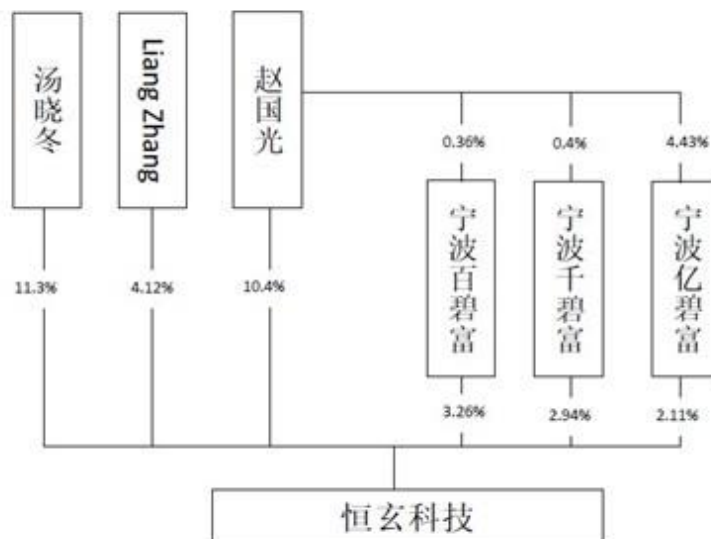 汤晓冬
Liang Zhang
赵国光
0.36%
0.4%
4.43%
宁波百碧富
宁波千碧富
宁波亿碧富
11.3%
4.12%
10.4%
3.26%
2.94%
2.11%
恒玄科技